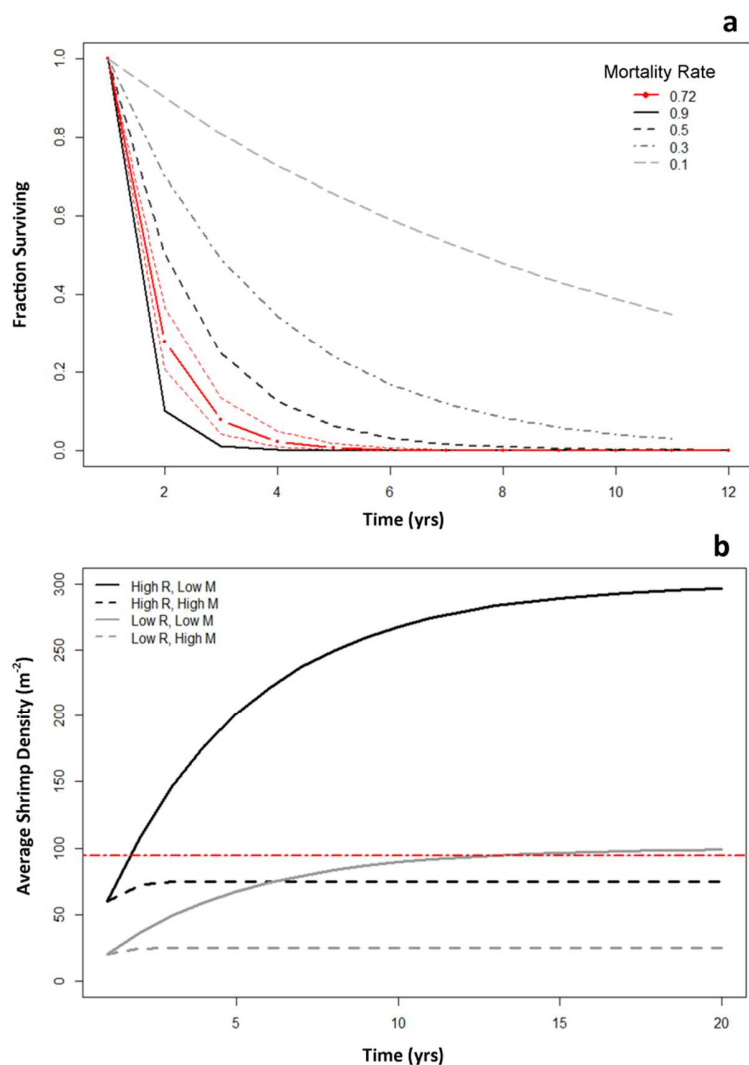 a
Mortality Rate
0.72
0.9
0.5
0.3
0.1
1.0
0.8
0.6
0.4
0.2
0.0
Fraction Surviving
2 4 6 8 10 12
Time (yrs)
b
High R, Low M
High R, High M
Low R, Low M
Low R, High M
300
250
200
150
100
50
0
Average Shrimp Density (m⁻²)
5 10 15 20
Time (yrs)